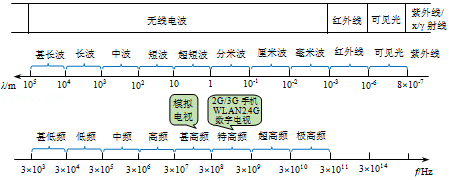 无线电波 红外线 可见光 紫外线/
x/γ射线
甚长波 长波 中波 短波 超短波 分米波 厘米波 毫米波 红外线 可见光 紫外线
λ/m 10⁵ 10⁴ 10³ 10² 10 1 10⁻¹ 10⁻² 10⁻³ 10⁻⁶ 8×10⁻⁷
模拟
电视
2G/3G 手机
WLAN2.4G
数字电视
甚低频 低频 中频 高频 甚高频 特高频 超高频 极高频
3×10³ 3×10⁴ 3×10⁵ 3×10⁶ 3×10⁷ 3×10⁸ 3×10⁹ 3×10¹⁰ 3×10¹¹ 3×10¹⁴ f/Hz